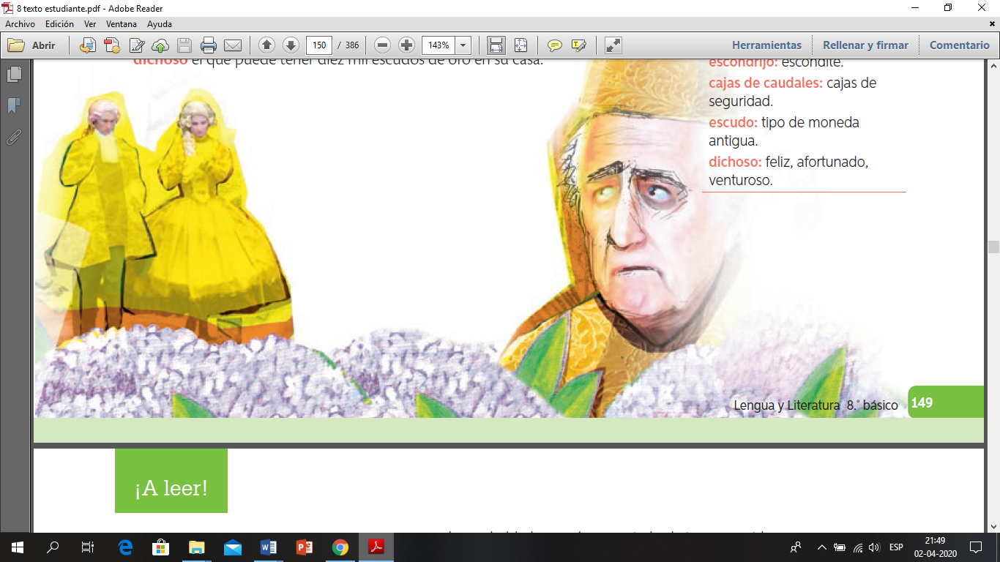 8 texto estudiante.pdf - Adobe Reader
Archivo Edición Ver Ventana Ayuda
Abrir 150 / 386 143% Herramientas Rellenar y firmar Comentario
dichoso el que puede tener diez mil escudos de oro en su casa.
escondrijo: escondite.
cajas de caudales: cajas de
seguridad.
escudo: tipo de moneda
antigua.
dichoso: feliz, afortunado,
venturoso.
Lengua y Literatura 8.° básico 149
¡A leer!
ESP
21:49
02-04-2020